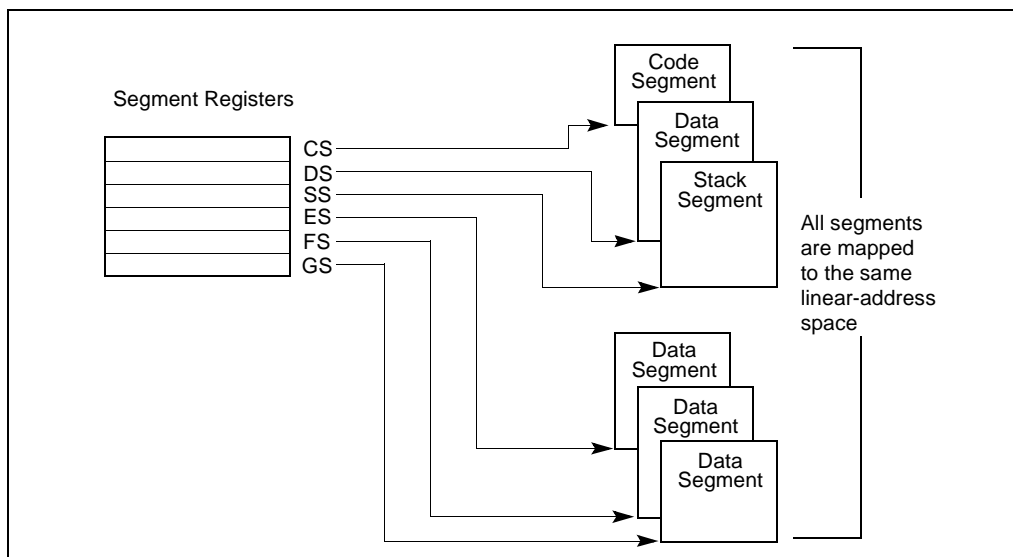 Segment Registers
CS
DS
SS
ES
FS
GS
Code
Segment
Data
Segment
Stack
Segment
Data
Segment
Data
Segment
Data
Segment
All segments
are mapped
to the same
linear-address
space